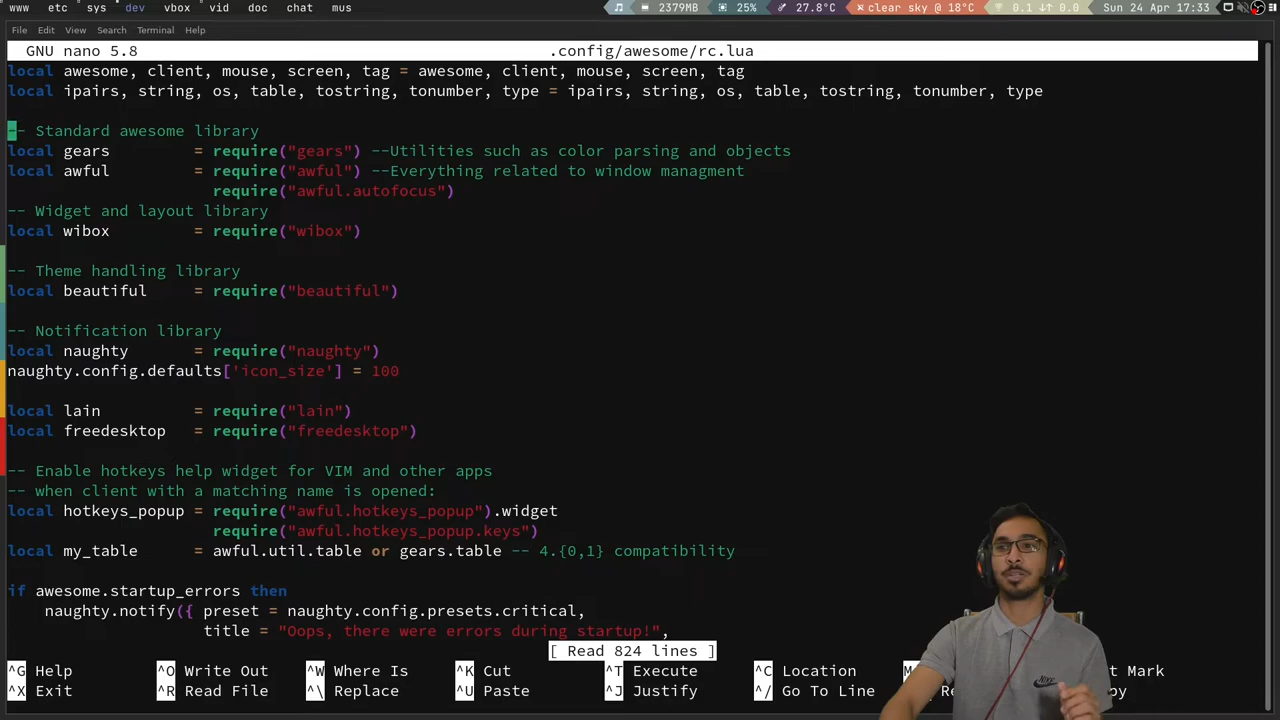 www etc sys dev vbox vid doc chat mus 2379MB 25% 27.8°C clear sky @ 18°C 0.1 ↓↑ 0.0 Sun 24 Apr 17:33
File Edit View Search Terminal Help
GNU nano 5.8 .config/awesome/rc.lua
local awesome, client, mouse, screen, tag = awesome, client, mouse, screen, tag
local ipairs, string, os, table, tostring, tonumber, type = ipairs, string, os, table, tostring, tonumber, type
-- Standard awesome library
local gears = require("gears") --Utilities such as color parsing and objects
local awful = require("awful") --Everything related to window managment
require("awful.autofocus")
-- Widget and layout library
local wibox = require("wibox")
-- Theme handling library
local beautiful = require("beautiful")
-- Notification library
local naughty = require("naughty")
naughty.config.defaults['icon_size'] = 100
local lain = require("lain")
local freedesktop = require("freedesktop")
-- Enable hotkeys help widget for VIM and other apps
-- when client with a matching name is opened:
local hotkeys_popup = require("awful.hotkeys_popup").widget
require("awful.hotkeys_popup.keys")
local my_table = awful.util.table or gears.table -- 4.{0,1} compatibility
if awesome.startup_errors then
naughty.notify({ preset = naughty.config.presets.critical,
title = "Oops, there were errors during startup!",
[ Read 824 lines ]
^G Help ^O Write Out ^W Where Is ^K Cut ^T Execute ^C Location Mark
^X Exit ^R Read File ^\ Replace ^U Paste ^J Justify ^/ Go To Line